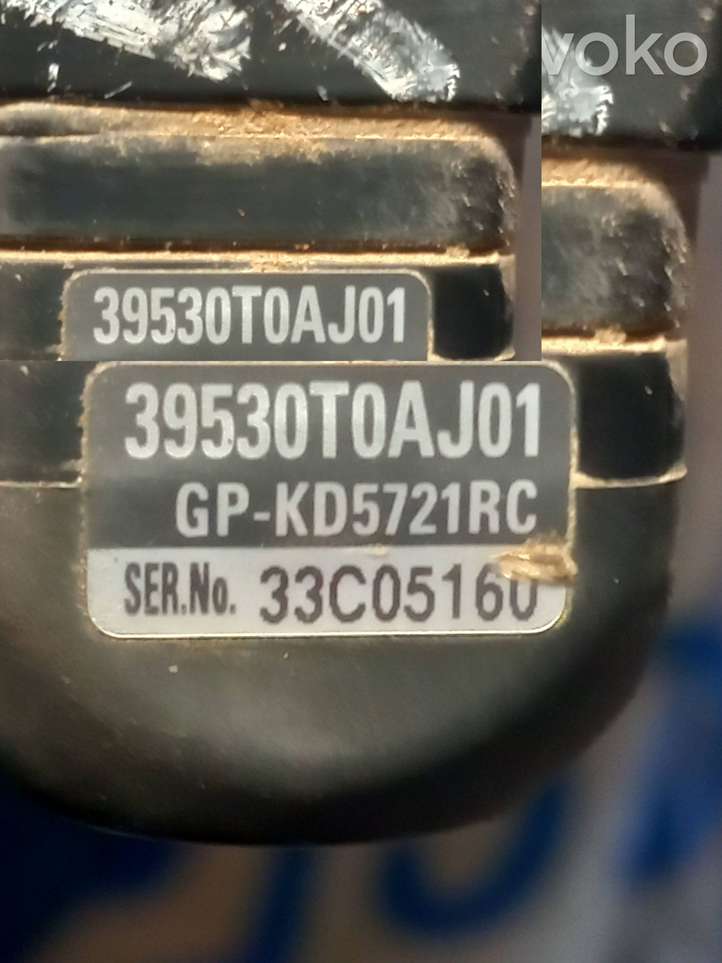 voko
39530T0AJ01
39530T0AJ01
GP-KD5721RC
SER.No. 33C05160